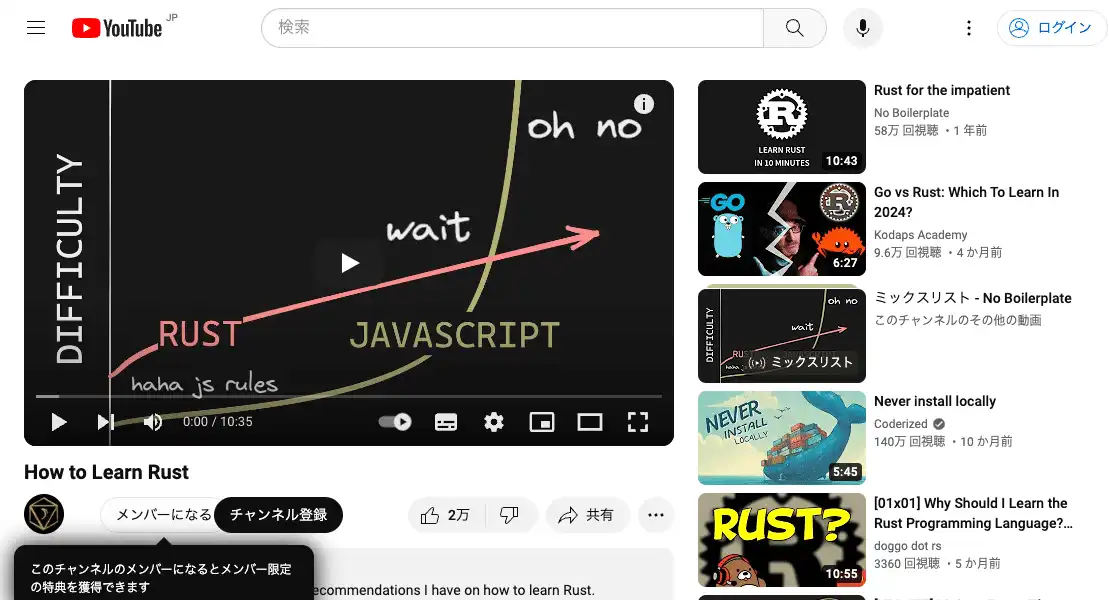 YouTube JP
検索
ログイン
DIFFICULTY
oh no
wait
RUST
JAVASCRIPT
haha js rules
0:00 / 10:35
How to Learn Rust
メンバーになる
チャンネル登録
2万
共有
このチャンネルのメンバーになるとメンバー限定
の特典を獲得できます
ecommendations I have on how to learn Rust.
LEARN RUST
IN 10 MINUTES
10:43
Rust for the impatient
No Boilerplate
58万 回視聴 ・1 年前
GO
6:27
Go vs Rust: Which To Learn In
2024?
Kodaps Academy
9.6万 回視聴 ・4 か月前
DIFFICULTY
oh no
wait
ミックスリスト
ミックスリスト - No Boilerplate
このチャンネルのその他の動画
NEVER
INSTALL
LOCALLY
5:45
Never install locally
Coderized
140万 回視聴 ・10 か月前
RUST?
10:55
[01x01] Why Should I Learn the
Rust Programming Language?…
doggo dot rs
3360 回視聴 ・5 か月前